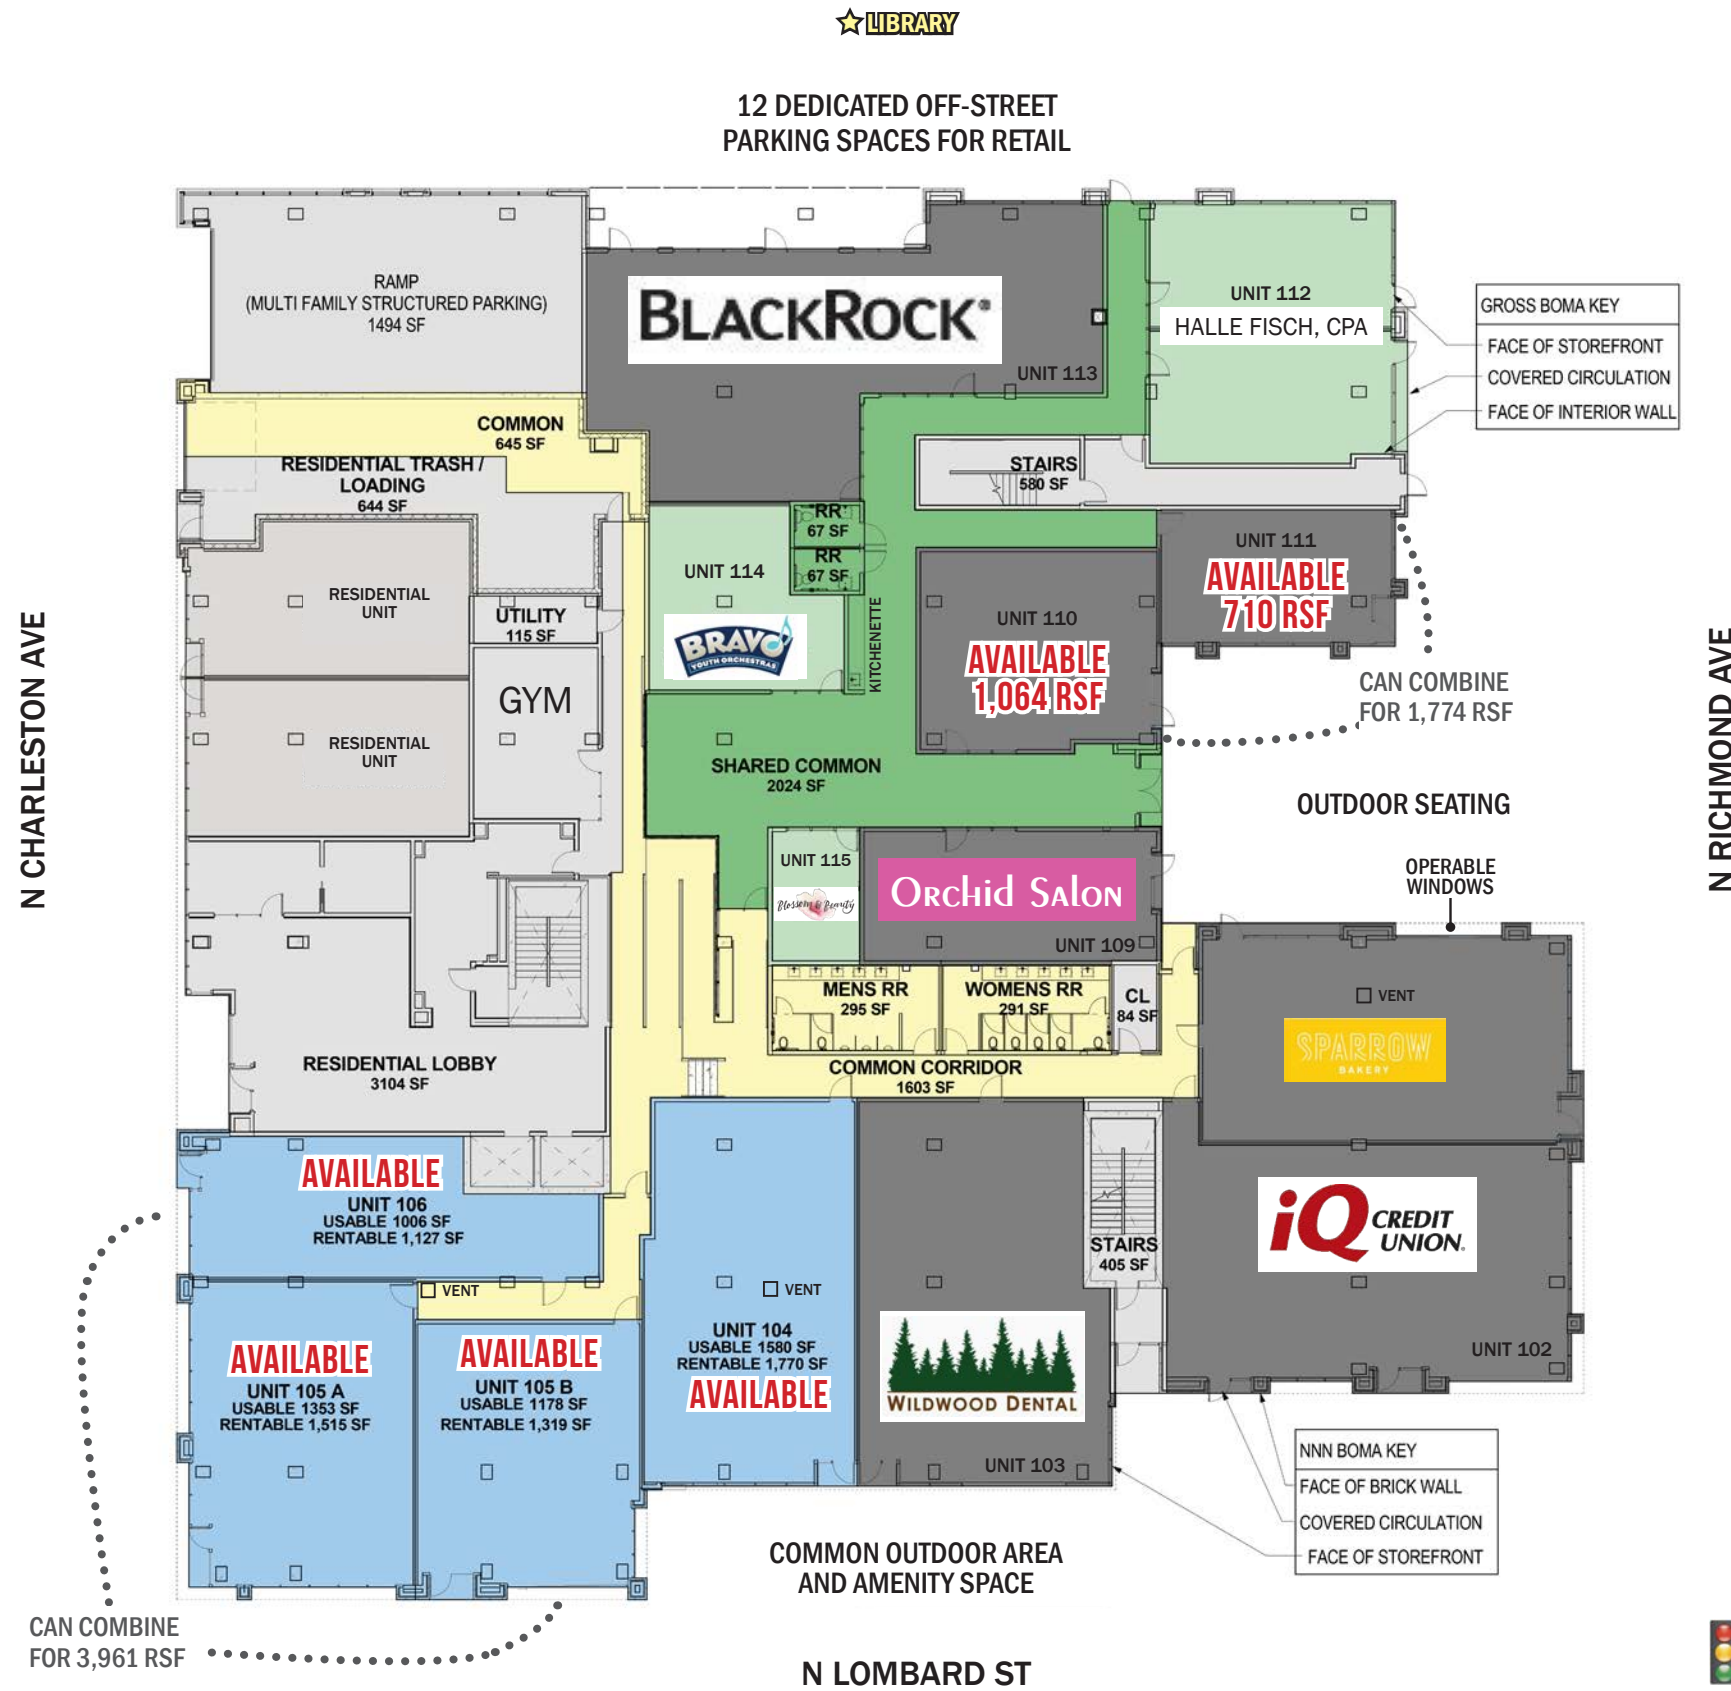 LIBRARY
12 DEDICATED OFF-STREET
PARKING SPACES FOR RETAIL
RAMP
(MULTI FAMILY STRUCTURED PARKING)
1494 SF
BLACKROCK®
UNIT 113
UNIT 112
HALLE FISCH, CPA
GROSS BOMA KEY
FACE OF STOREFRONT
COVERED CIRCULATION
FACE OF INTERIOR WALL
COMMON
645 SF
RESIDENTIAL TRASH /
LOADING
644 SF
STAIRS
580 SF
RR
67 SF
RR
67 SF
UNIT 114
BRAVO
YOUTH ORCHESTRAS
KITCHENETTE
UNIT 110
AVAILABLE
1,064 RSF
UNIT 111
AVAILABLE
710 RSF
CAN COMBINE
FOR 1,774 RSF
RESIDENTIAL
UNIT
UTILITY
115 SF
GYM
RESIDENTIAL
UNIT
N CHARLESTON AVE
N RICHMOND AVE
SHARED COMMON
2024 SF
OUTDOOR SEATING
OPERABLE
WINDOWS
UNIT 115
Blossom & Beauty
ORCHID SALON
UNIT 109
MENS RR
295 SF
WOMENS RR
291 SF
CL
84 SF
VENT
SPARROW
BAKERY
RESIDENTIAL LOBBY
3104 SF
COMMON CORRIDOR
1603 SF
AVAILABLE
UNIT 106
USABLE 1006 SF
RENTABLE 1,127 SF
VENT
AVAILABLE
UNIT 105 A
USABLE 1353 SF
RENTABLE 1,515 SF
AVAILABLE
UNIT 105 B
USABLE 1178 SF
RENTABLE 1,319 SF
VENT
UNIT 104
USABLE 1580 SF
RENTABLE 1,770 SF
AVAILABLE
WILDWOOD DENTAL
UNIT 103
STAIRS
405 SF
iQ CREDIT
UNION.
UNIT 102
NNN BOMA KEY
FACE OF BRICK WALL
COVERED CIRCULATION
FACE OF STOREFRONT
COMMON OUTDOOR AREA
AND AMENITY SPACE
CAN COMBINE
FOR 3,961 RSF
N LOMBARD ST